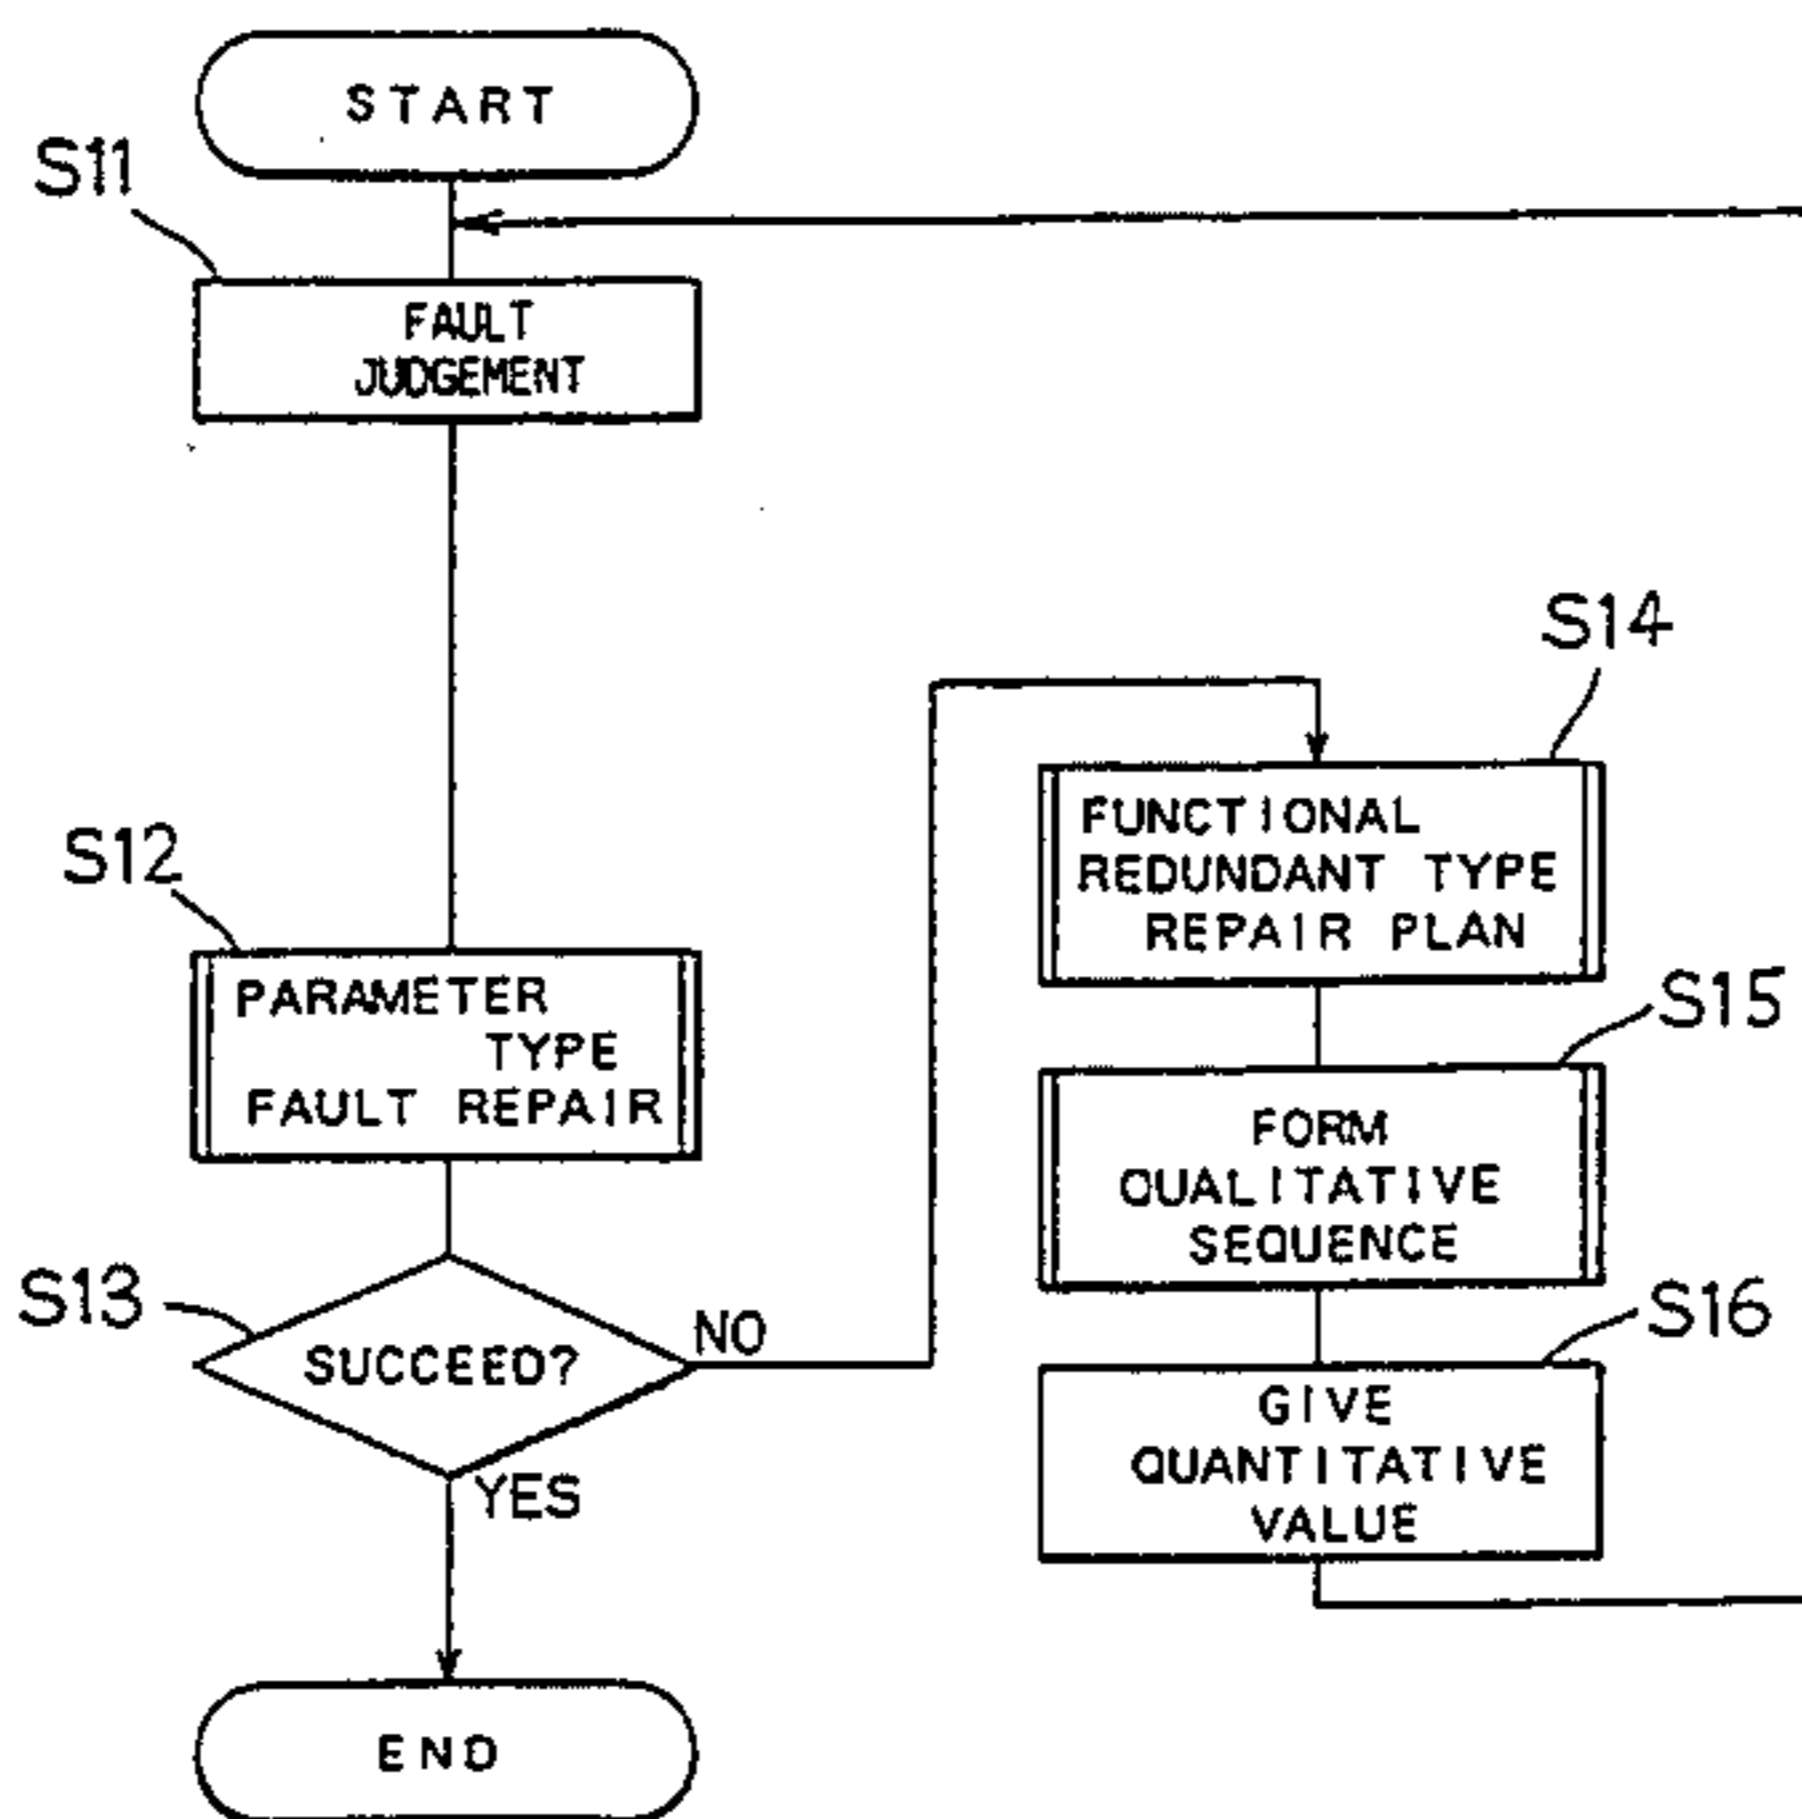 START
S11
FAULT
JUDGEMENT
S12
PARAMETER
TYPE
FAULT REPAIR
S13
SUCCEED?
NO
YES
END
S14
FUNCTIONAL
REDUNDANT TYPE
REPAIR PLAN
S15
FORM
QUALITATIVE
SEQUENCE
S16
GIVE
QUANTITATIVE
VALUE